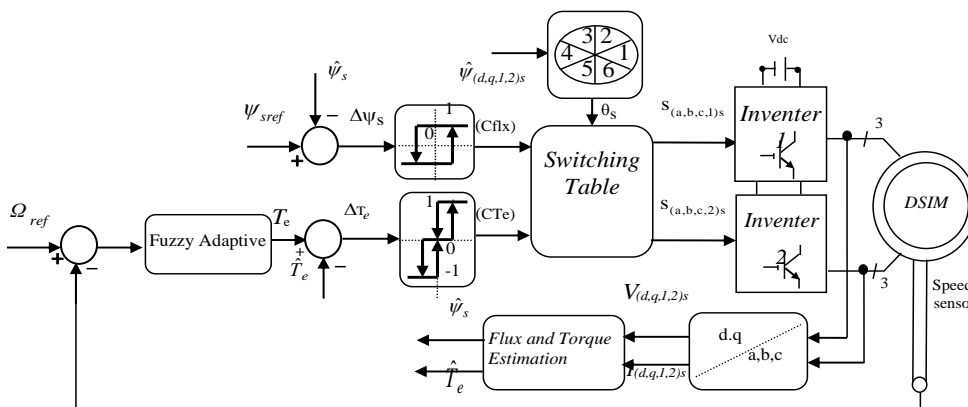 Vdc
3 2
4 1
5 6
ψ̂(d,q,1,2)s
θs
ψ̂s
−
ψsref
+
Δψs
1
0
(Cflx)
Switching
Table
s(a,b,c,1)s
Inventer
1
3
DSIM
Ωref
+
−
Fuzzy Adaptive
Te
+
T̂e
−
ΔTe
1
0
-1
(CTe)
s(a,b,c,2)s
Inventer
2
3
Speed
senso
ψ̂s
T̂e
Flux and Torque
Estimation
V(d,q,1,2)s
I(d,q,1,2)s
d.q
a,b,c